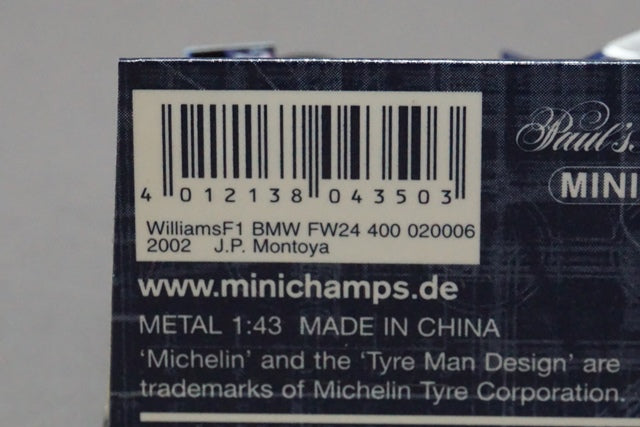 4 012138 043503
WilliamsF1 BMW FW24 400 020006
2002 J.P. Montoya
Paul's
MINI
www.minichamps.de
METAL 1:43 MADE IN CHINA
'Michelin' and the 'Tyre Man Design' are
trademarks of Michelin Tyre Corporation.